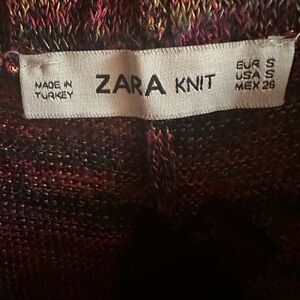 MADE IN
TURKEY
ZARA KNIT
EUR S
USA S
MEX 26